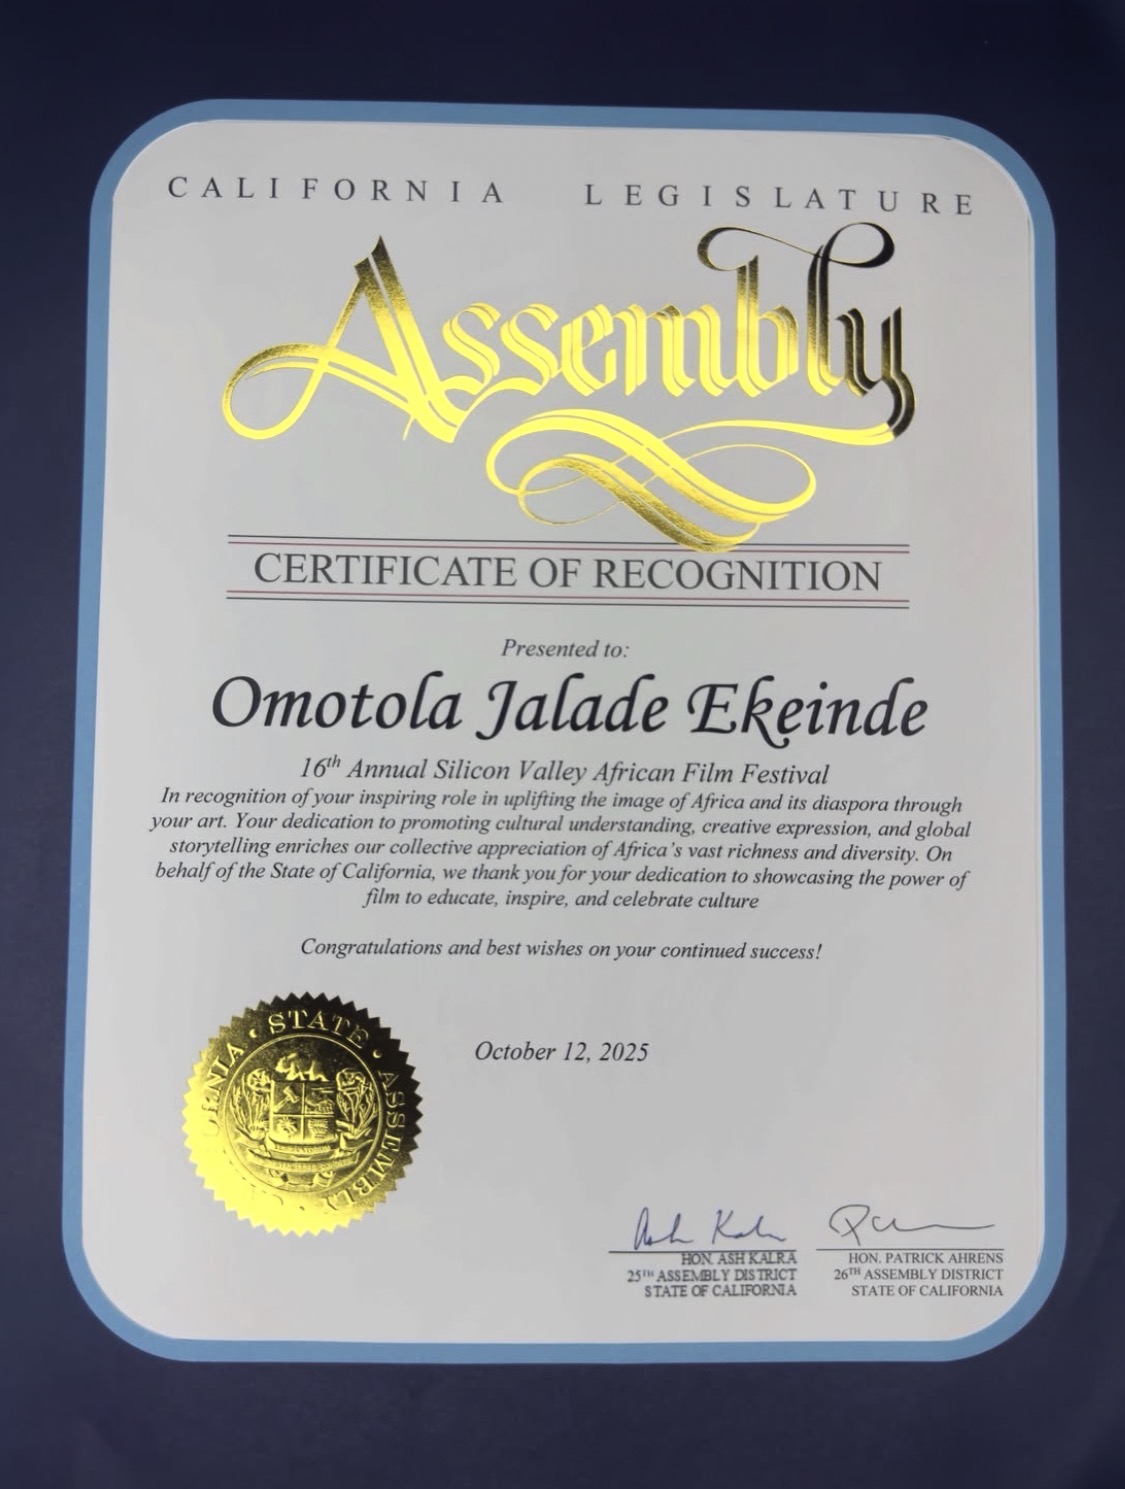 CALIFORNIA LEGISLATURE
Assembly
CERTIFICATE OF RECOGNITION
Presented to:
Omotola Jalade Ekeinde
16th Annual Silicon Valley African Film Festival
In recognition of your inspiring role in uplifting the image of Africa and its diaspora through
your art. Your dedication to promoting cultural understanding, creative expression, and global
storytelling enriches our collective appreciation of Africa's vast richness and diversity. On
behalf of the State of California, we thank you for your dedication to showcasing the power of
film to educate, inspire, and celebrate culture
Congratulations and best wishes on your continued success!
October 12, 2025
STATE · ASSEMBLY
Ash Kalra
HON. ASH KALRA
25TH ASSEMBLY DISTRICT
STATE OF CALIFORNIA
HON. PATRICK AHRENS
26TH ASSEMBLY DISTRICT
STATE OF CALIFORNIA